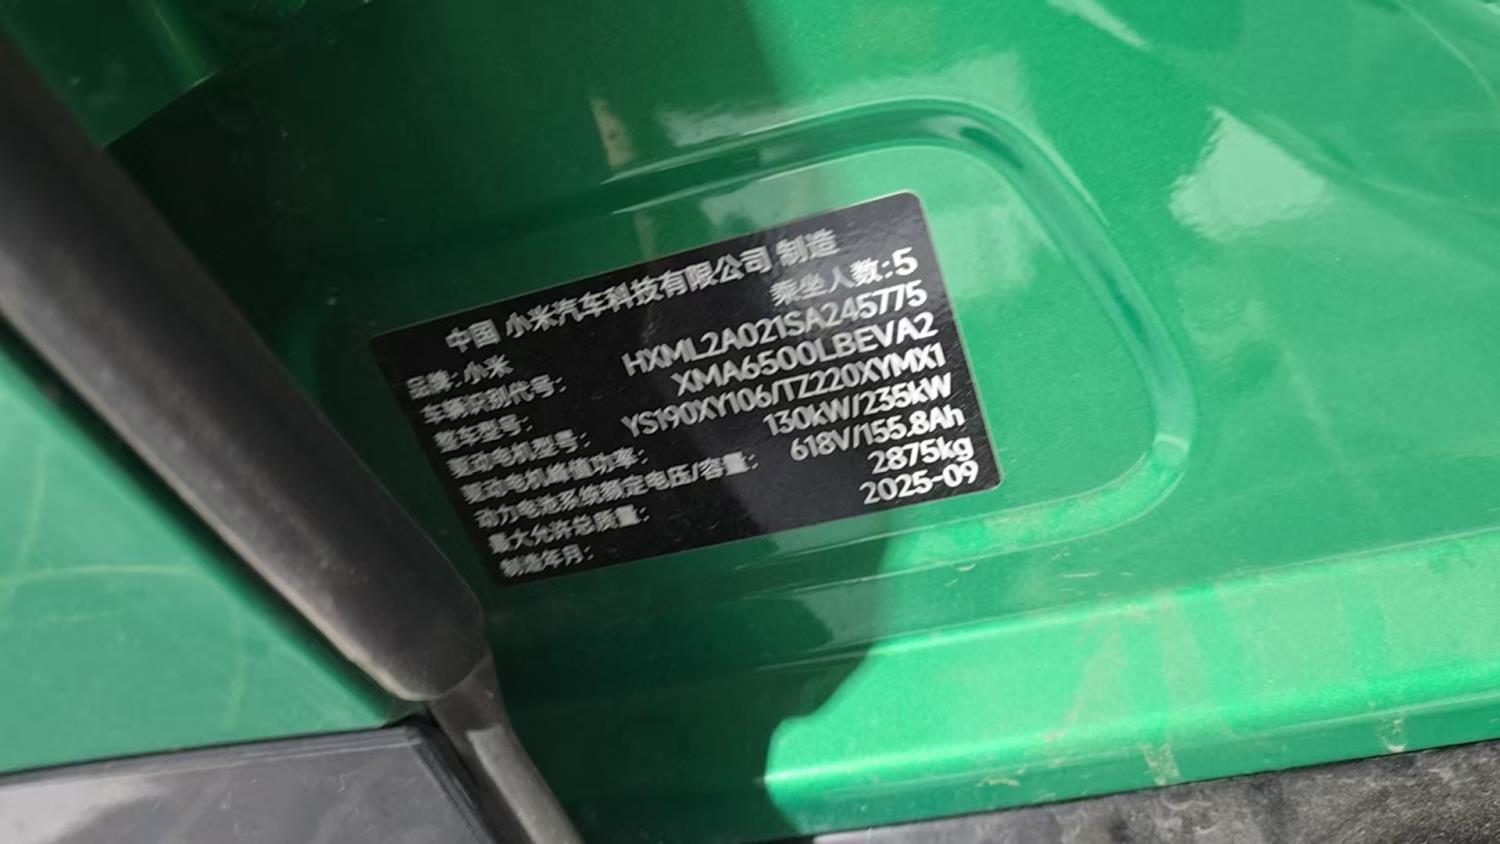 中国 小米汽车科技有限公司 制造
品牌:小米 乘坐人数:5
车辆识别代号: HXML2A021SA245775
整车型号: XMA6500LBEVA2
驱动电机型号: YS190XY106/TZ220XYMX1
驱动电机峰值功率: 130kW/235kW
动力电池系统额定电压/容量: 618V/155.8Ah
最大允许总质量: 2875kg
制造年月: 2025-09